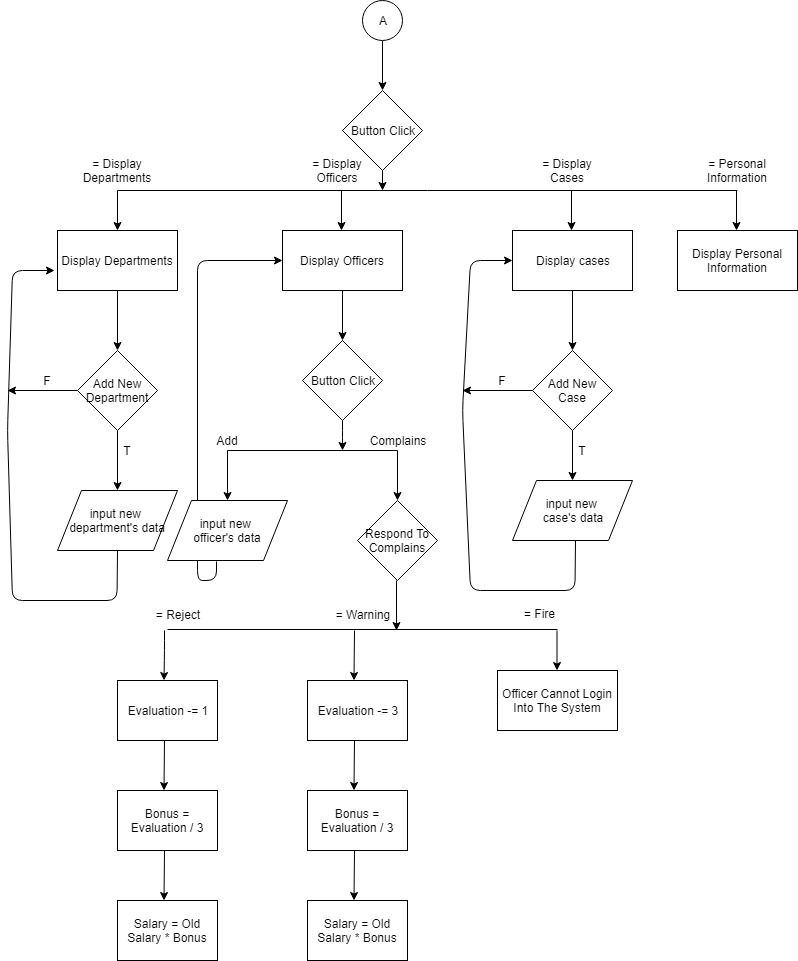 A
Button Click
= Display
Departments
= Display
Officers
= Display
Cases
= Personal
Information
Display Departments
Display Officers
Display cases
Display Personal
Information
F
Add New
Department
T
Button Click
F
Add New
Case
T
Add
Complains
input new
department's data
input new
officer's data
Respond To
Complains
input new
case's data
= Reject
= Warning
= Fire
Evaluation -= 1
Evaluation -= 3
Officer Cannot Login
Into The System
Bonus =
Evaluation / 3
Bonus =
Evaluation / 3
Salary = Old
Salary * Bonus
Salary = Old
Salary * Bonus